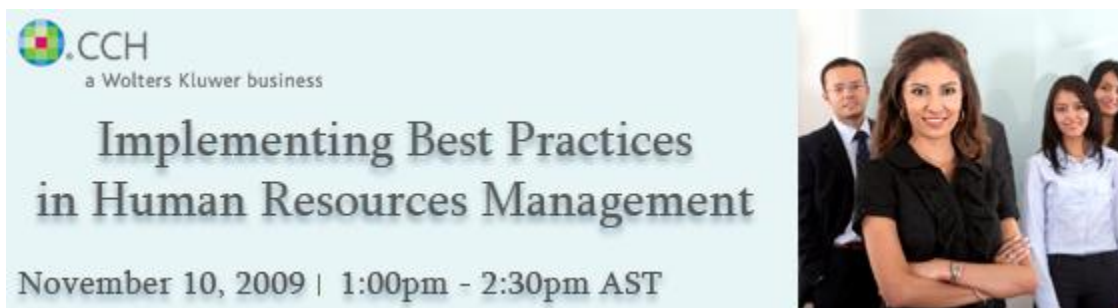 .CCH
a Wolters Kluwer business
Implementing Best Practices
in Human Resources Management
November 10, 2009 | 1:00pm - 2:30pm AST